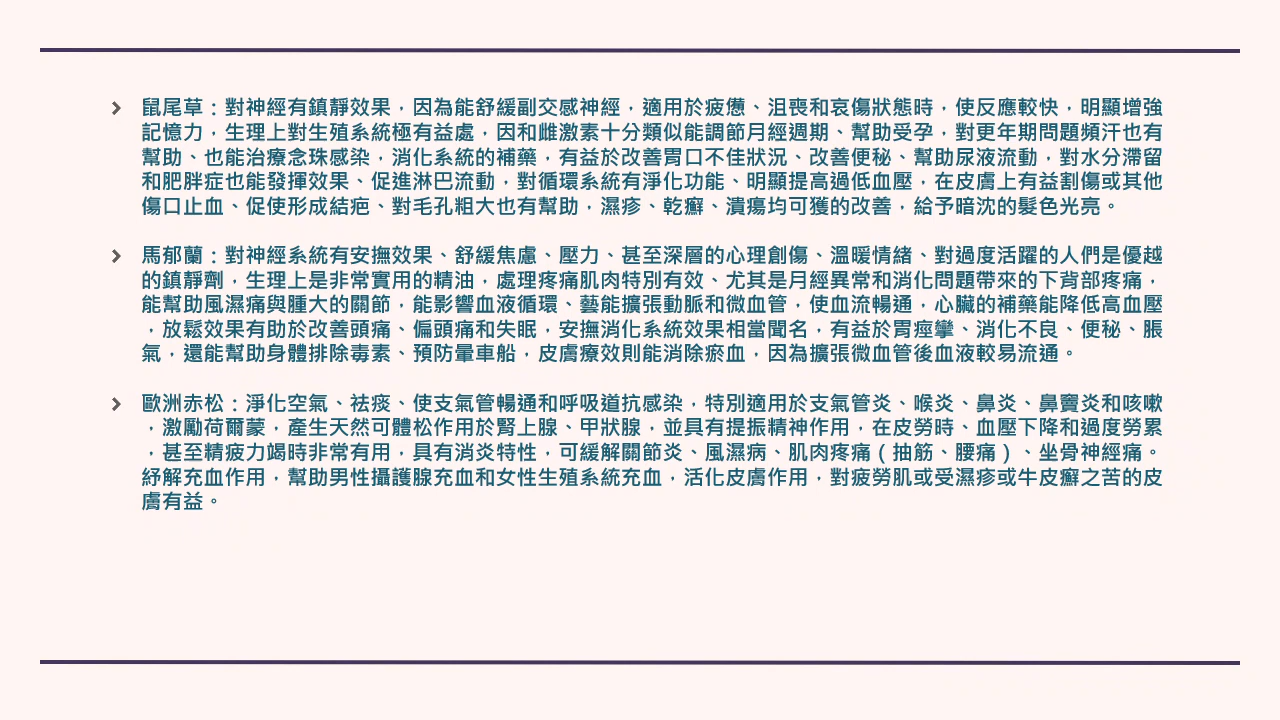 鼠尾草：對神經有鎮靜效果，因為能舒緩副交感神經，適用於疲憊、沮喪和哀傷狀態時，使反應較快，明顯增強
記憶力，生理上對生殖系統極有益處，因和雌激素十分類似能調節月經週期、幫助受孕，對更年期問題頻汗也有
幫助、也能治療念珠感染，消化系統的補藥，有益於改善胃口不佳狀況、改善便秘、幫助尿液流動，對水分滯留
和肥胖症也能發揮效果、促進淋巴流動，對循環系統有淨化功能、明顯提高過低血壓，在皮膚上有益割傷或其他
傷口止血、促使形成結疤、對毛孔粗大也有幫助，濕疹、乾癬、潰瘍均可獲的改善，給予暗沈的髮色光亮。
馬郁蘭：對神經系統有安撫效果、舒緩焦慮、壓力、甚至深層的心理創傷、溫暖情緒、對過度活躍的人們是優越
的鎮靜劑，生理上是非常實用的精油，處理疼痛肌肉特別有效、尤其是月經異常和消化問題帶來的下背部疼痛，
能幫助風濕痛與腫大的關節，能影響血液循環、藝能擴張動脈和微血管，使血流暢通，心臟的補藥能降低高血壓
，放鬆效果有助於改善頭痛、偏頭痛和失眠，安撫消化系統效果相當聞名，有益於胃痙攣、消化不良、便秘、脹
氣，還能幫助身體排除毒素、預防暈車船，皮膚療效則能消除瘀血，因為擴張微血管後血液較易流通。
歐洲赤松：淨化空氣、祛痰、使支氣管暢通和呼吸道抗感染，特別適用於支氣管炎、喉炎、鼻炎、鼻竇炎和咳嗽
，激勵荷爾蒙，產生天然可體松作用於腎上腺、甲狀腺，並具有提振精神作用，在皮勞時、血壓下降和過度勞累
，甚至精疲力竭時非常有用，具有消炎特性，可緩解關節炎、風濕病、肌肉疼痛（抽筋、腰痛）、坐骨神經痛。
紓解充血作用，幫助男性攝護腺充血和女性生殖系統充血，活化皮膚作用，對疲勞肌或受濕疹或牛皮癬之苦的皮
膚有益。